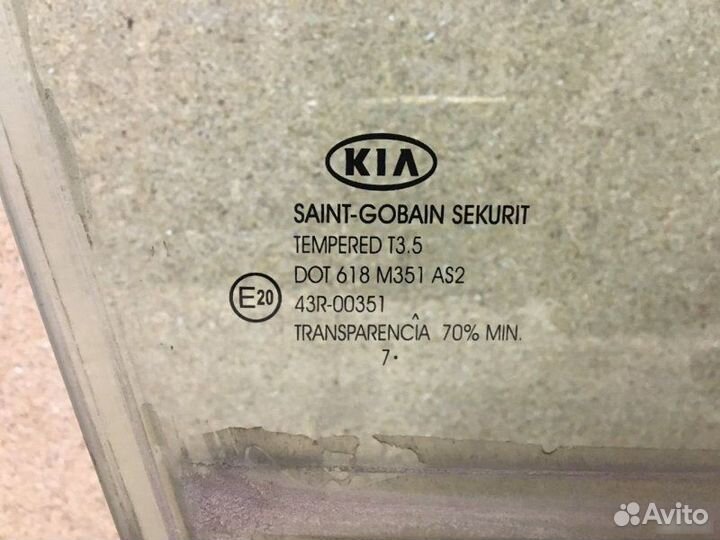 KIA
SAINT-GOBAIN SEKURIT
TEMPERED T3.5
DOT 618 M351 AS2
E20
43R-00351
TRANSPARENCIA 70% MIN.
7•
Avito